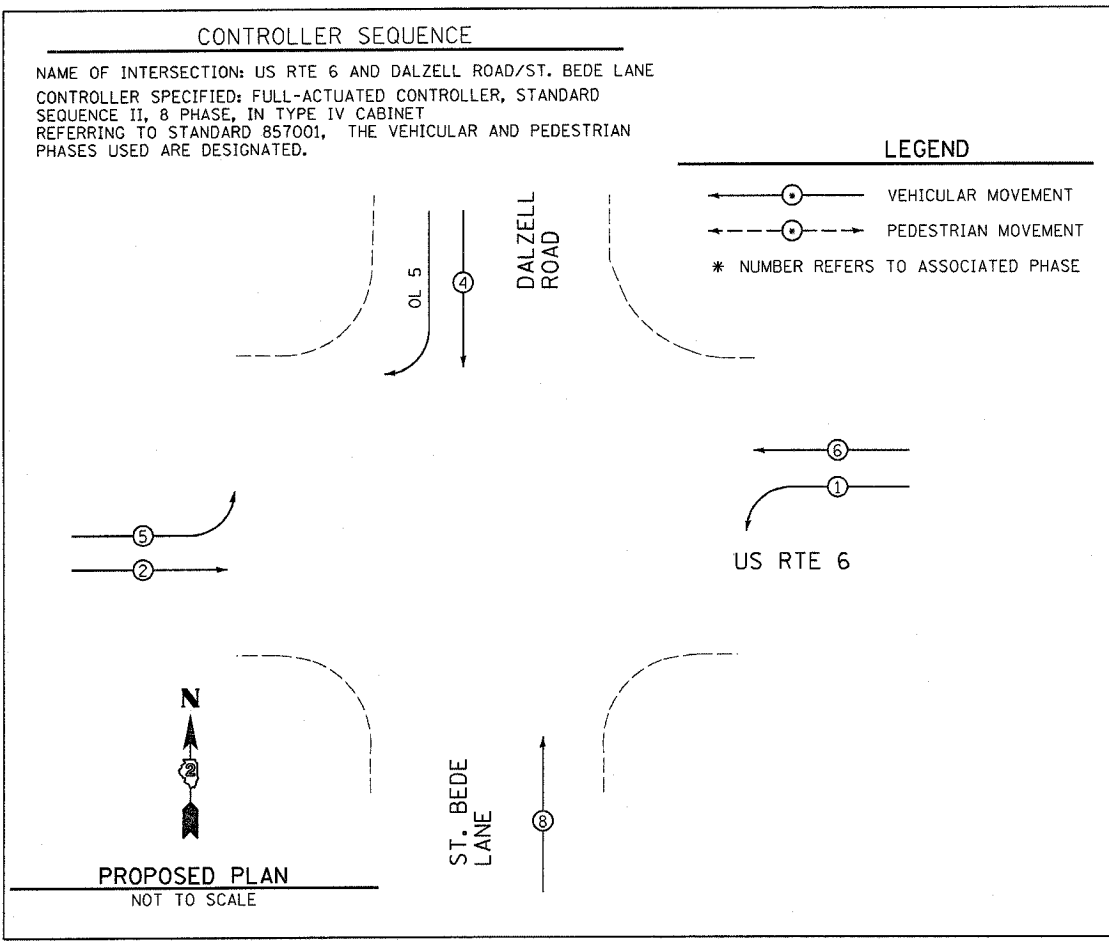 CONTROLLER SEQUENCE
NAME OF INTERSECTION: US RTE 6 AND DALZELL ROAD/ST. BEDE LANE
CONTROLLER SPECIFIED: FULL-ACTUATED CONTROLLER, STANDARD
SEQUENCE II, 8 PHASE, IN TYPE IV CABINET
REFERRING TO STANDARD 857001, THE VEHICULAR AND PEDESTRIAN
PHASES USED ARE DESIGNATED.
LEGEND
* VEHICULAR MOVEMENT
* PEDESTRIAN MOVEMENT
* NUMBER REFERS TO ASSOCIATED PHASE
OL 5
4
DALZELL
ROAD
6
1
US RTE 6
5
2
N
2
ST. BEDE
LANE
8
PROPOSED PLAN
NOT TO SCALE